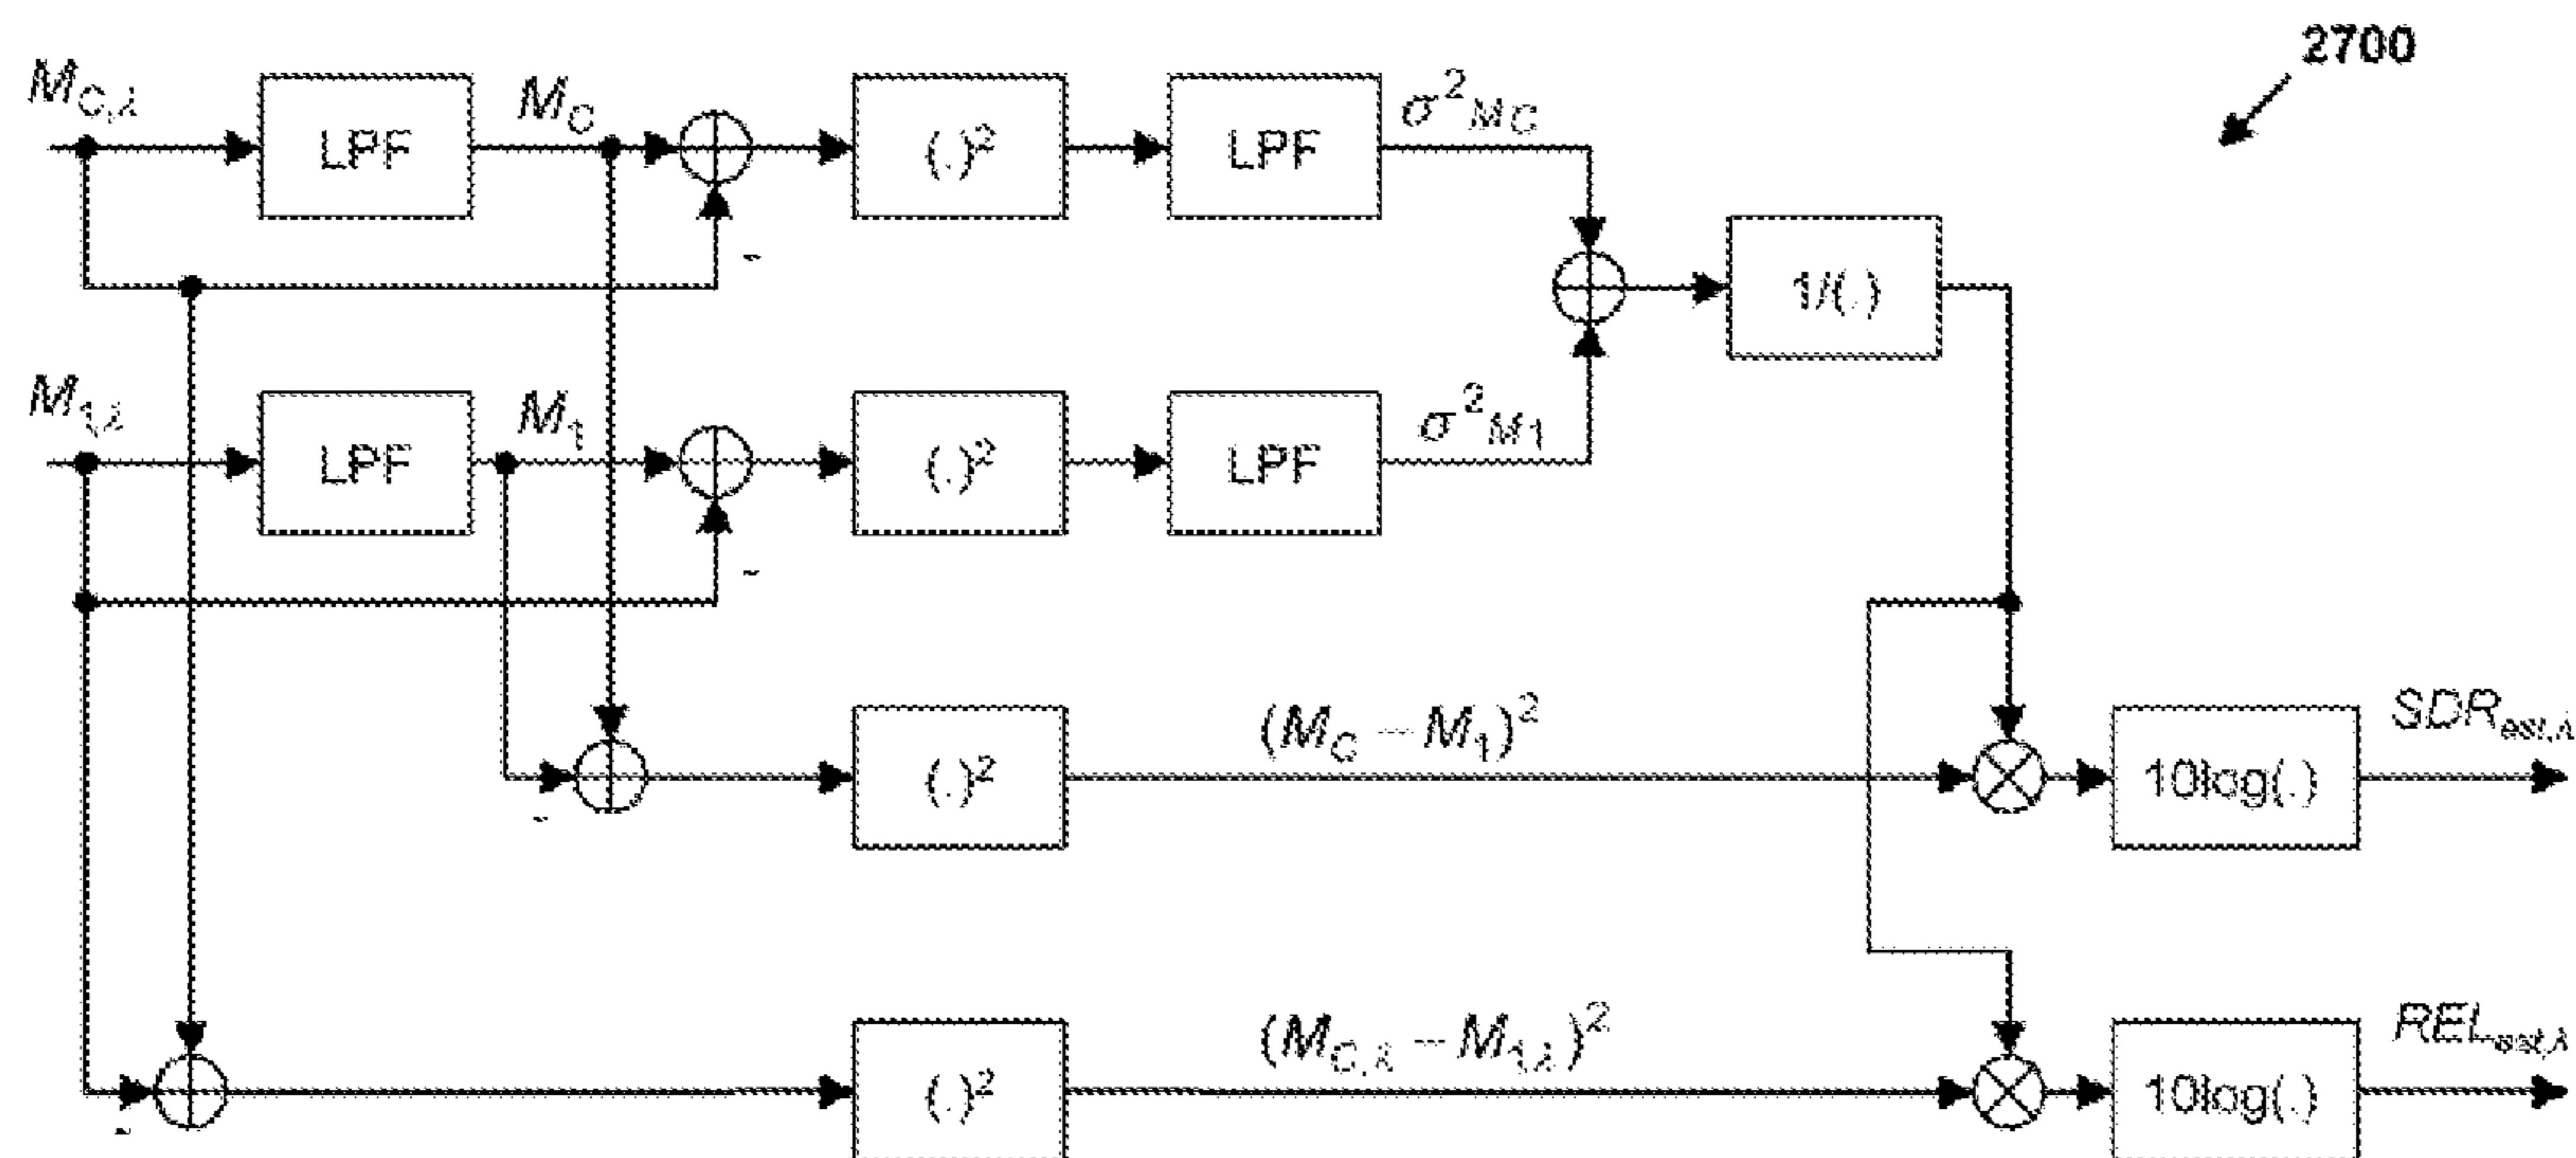 2700
M_{C,λ} LPF M_C (.)² LPF σ²_{MC}
1/(.)
M_{1,λ} LPF M_1 (.)² LPF σ²_{M1}
-
-
(.)² (M_C – M_1)² 10log(.) SDR_{est,λ}
-
(.)² (M_{C,λ} – M_{1,λ})² 10log(.) REL_{est,λ}
-